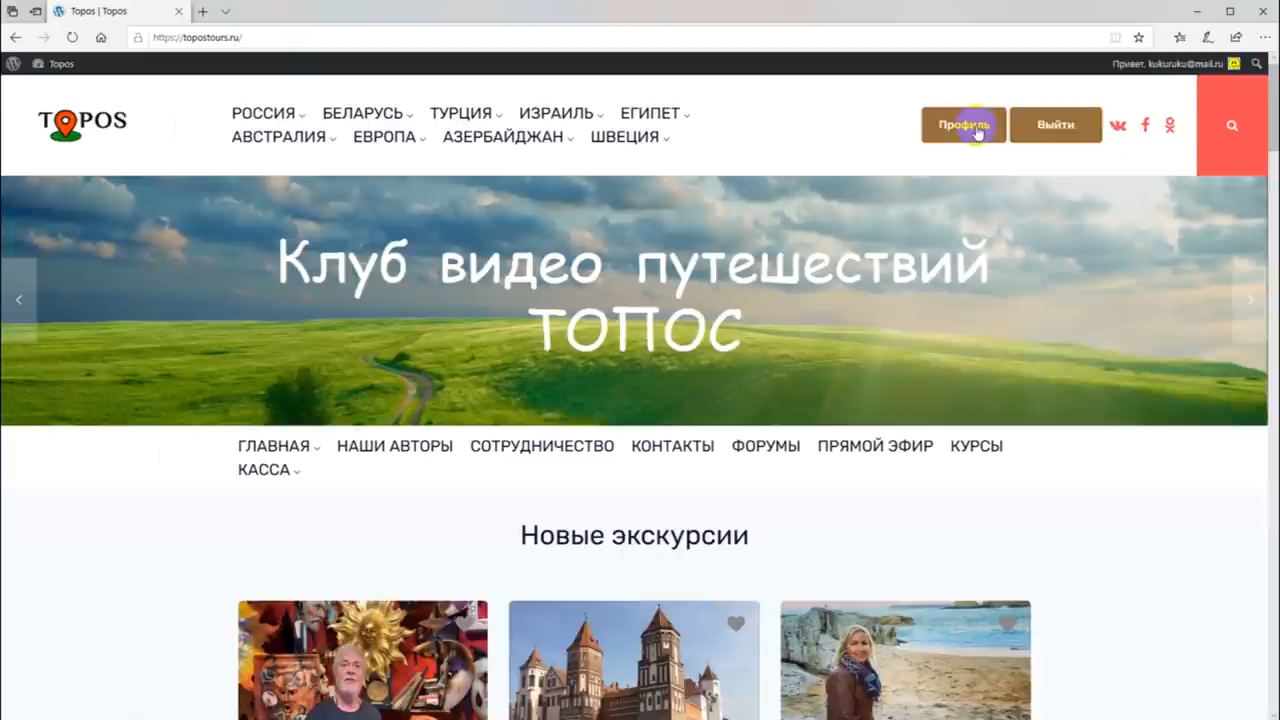 Topos | Topos
https://topostours.ru/
Topos
Привет, kukuruku@mail.ru
TOPOS
РОССИЯ БЕЛАРУСЬ ТУРЦИЯ ИЗРАИЛЬ ЕГИПЕТ
АВСТРАЛИЯ ЕВРОПА АЗЕРБАЙДЖАН ШВЕЦИЯ
Профиль
Выйти
Клуб видео путешествий
ТОПОС
ГЛАВНАЯ НАШИ АВТОРЫ СОТРУДНИЧЕСТВО КОНТАКТЫ ФОРУМЫ ПРЯМОЙ ЭФИР КУРСЫ
КАССА
Новые экскурсии